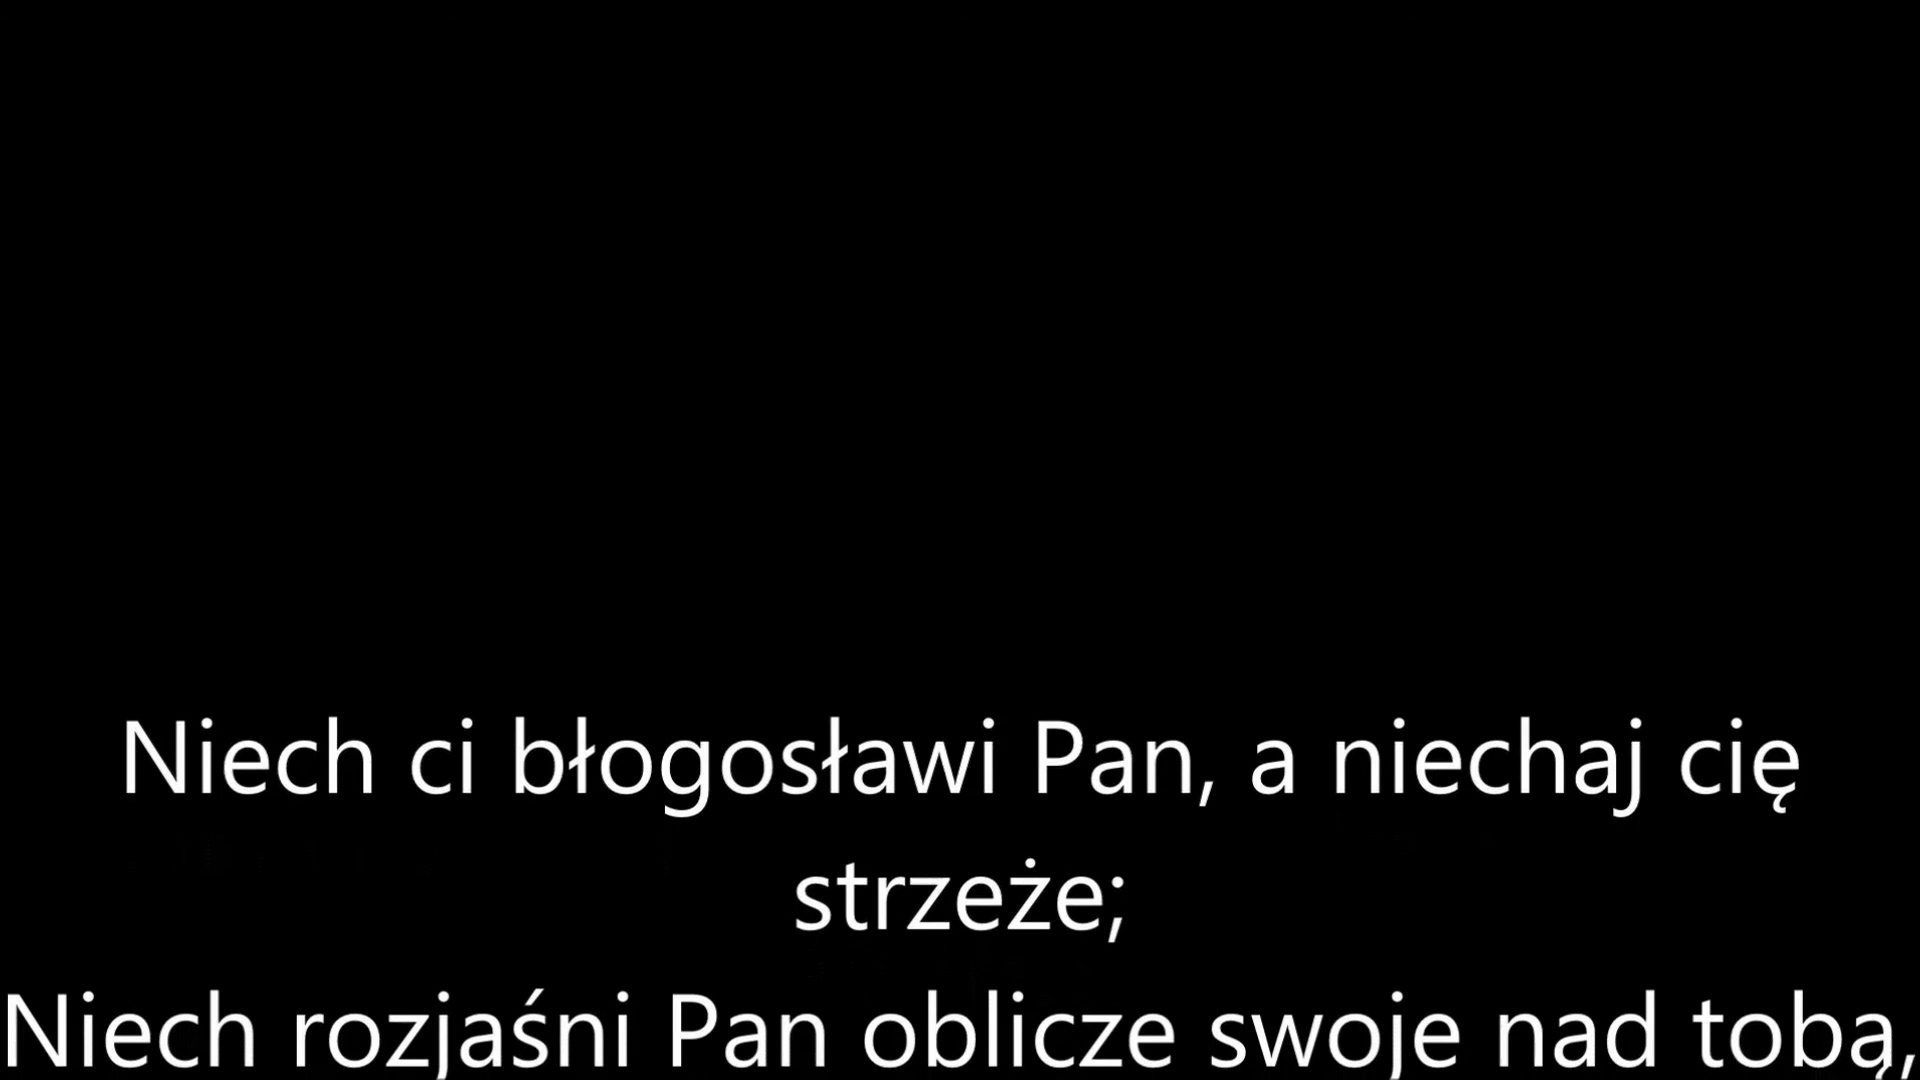 Niech ci błogosławi Pan, a niechaj cię
strzeże;
Niech rozjaśni Pan oblicze swoje nad tobą,